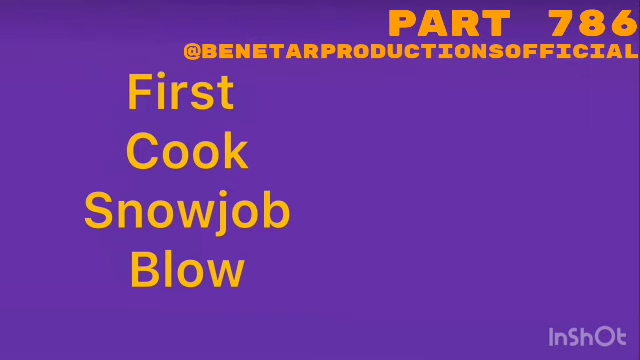 PART 786
@BENETARPRODUCTIONSOFFICIAL
First
Cook
Snowjob
Blow
InShOt